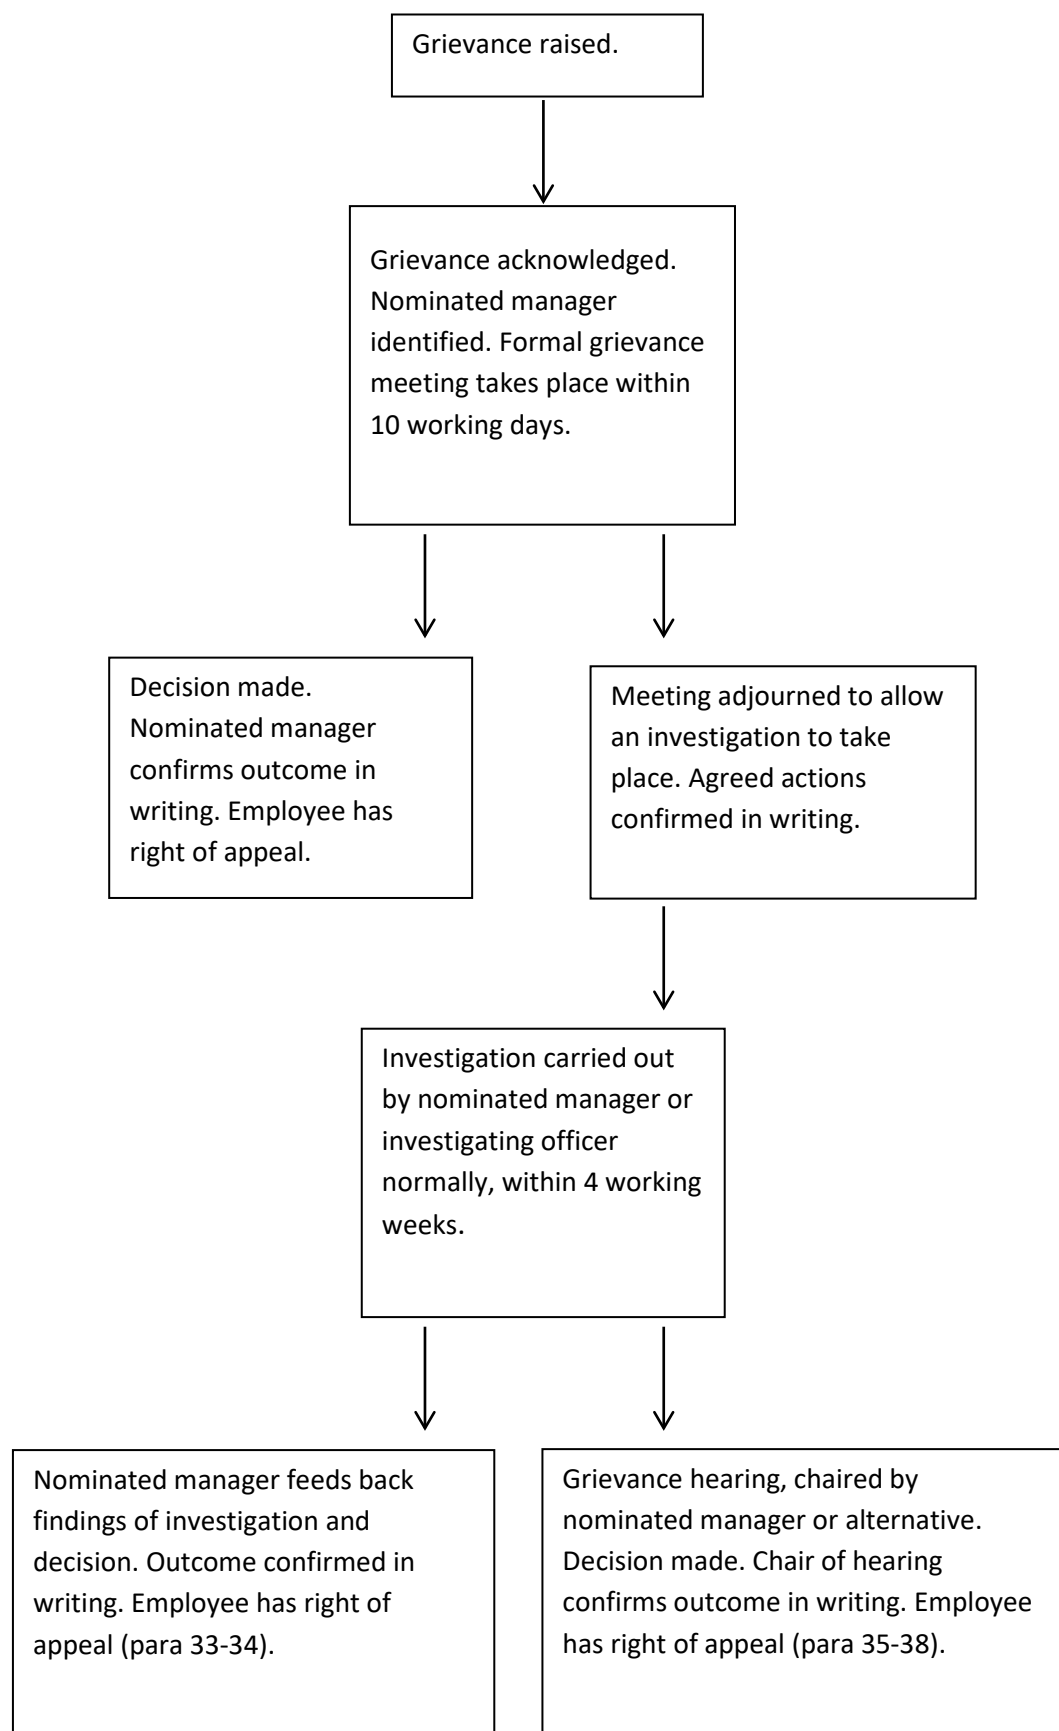 Grievance raised.
Grievance acknowledged.
Nominated manager
identified. Formal grievance
meeting takes place within
10 working days.
Decision made.
Nominated manager
confirms outcome in
writing. Employee has
right of appeal.
Meeting adjourned to allow
an investigation to take
place. Agreed actions
confirmed in writing.
Investigation carried out
by nominated manager or
investigating officer
normally, within 4 working
weeks.
Nominated manager feeds back
findings of investigation and
decision. Outcome confirmed in
writing. Employee has right of
appeal (para 33-34).
Grievance hearing, chaired by
nominated manager or alternative.
Decision made. Chair of hearing
confirms outcome in writing. Employee
has right of appeal (para 35-38).